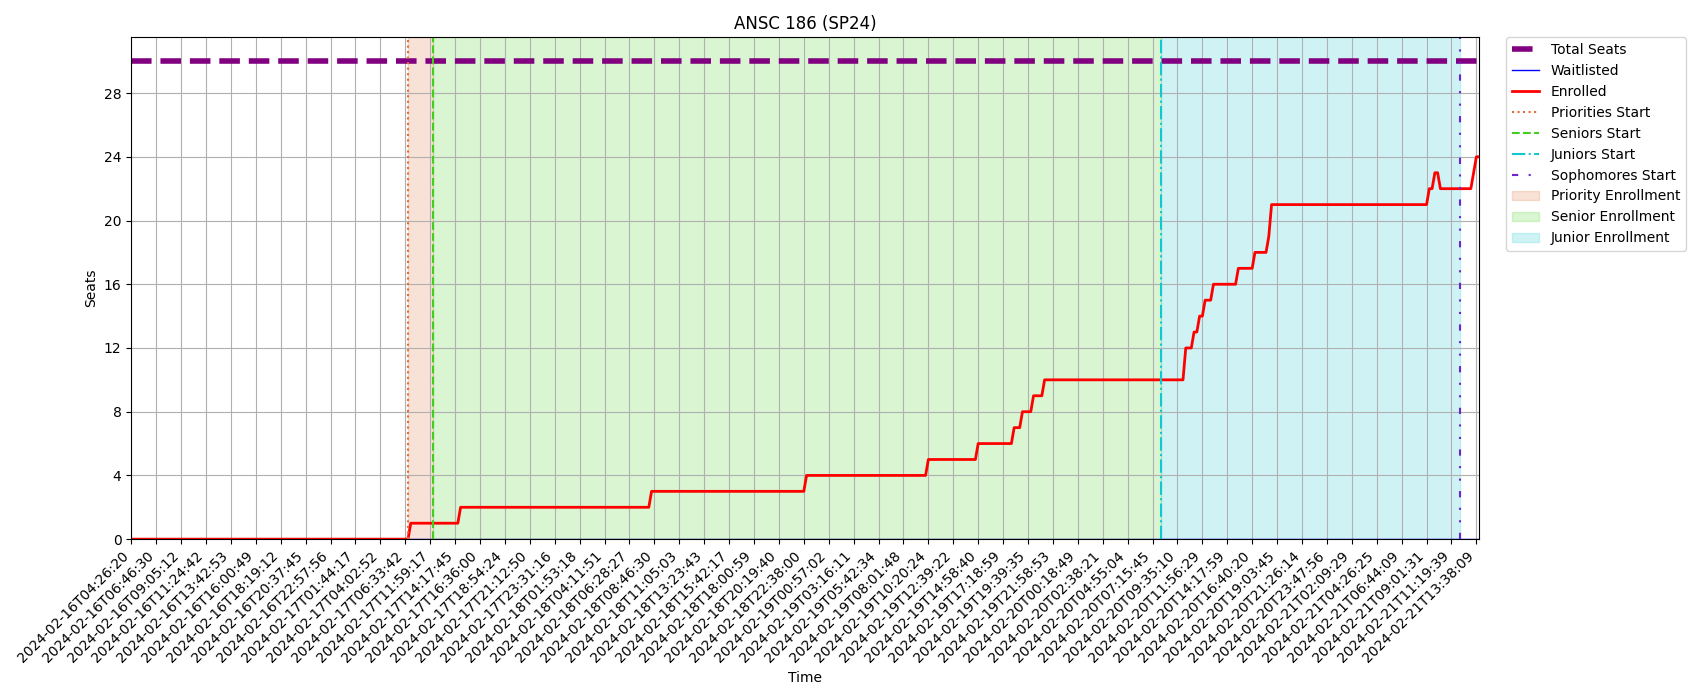 ANSC 186 (SP24)
Total Seats
Waitlisted
Enrolled
Priorities Start
Seniors Start
Juniors Start
Sophomores Start
Priority Enrollment
Senior Enrollment
Junior Enrollment
Seats
28
24
20
16
12
8
4
0
2024-02-16T04:26:20
2024-02-16T06:46:30
2024-02-16T09:05:12
2024-02-16T11:24:42
2024-02-16T13:42:53
2024-02-16T16:00:49
2024-02-16T18:19:12
2024-02-16T20:37:45
2024-02-16T22:57:56
2024-02-17T01:44:17
2024-02-17T04:02:52
2024-02-17T06:33:42
2024-02-17T11:59:17
2024-02-17T14:17:45
2024-02-17T16:36:00
2024-02-17T18:54:24
2024-02-17T21:12:50
2024-02-17T23:31:16
2024-02-18T01:53:18
2024-02-18T04:11:51
2024-02-18T06:28:27
2024-02-18T08:46:30
2024-02-18T11:05:03
2024-02-18T13:23:43
2024-02-18T15:42:17
2024-02-18T18:00:59
2024-02-18T20:19:40
2024-02-18T22:38:00
2024-02-19T00:57:02
2024-02-19T03:16:11
2024-02-19T05:42:34
2024-02-19T08:01:48
2024-02-19T10:20:24
2024-02-19T12:39:22
2024-02-19T14:58:40
2024-02-19T17:18:59
2024-02-19T19:39:35
2024-02-19T21:58:53
2024-02-20T00:18:49
2024-02-20T02:38:21
2024-02-20T04:55:04
2024-02-20T07:15:45
2024-02-20T09:35:10
2024-02-20T11:56:29
2024-02-20T14:17:59
2024-02-20T16:40:20
2024-02-20T19:03:45
2024-02-20T21:26:14
2024-02-20T23:47:56
2024-02-21T02:09:29
2024-02-21T04:26:25
2024-02-21T06:44:09
2024-02-21T09:01:31
2024-02-21T11:19:39
2024-02-21T13:38:09
Time